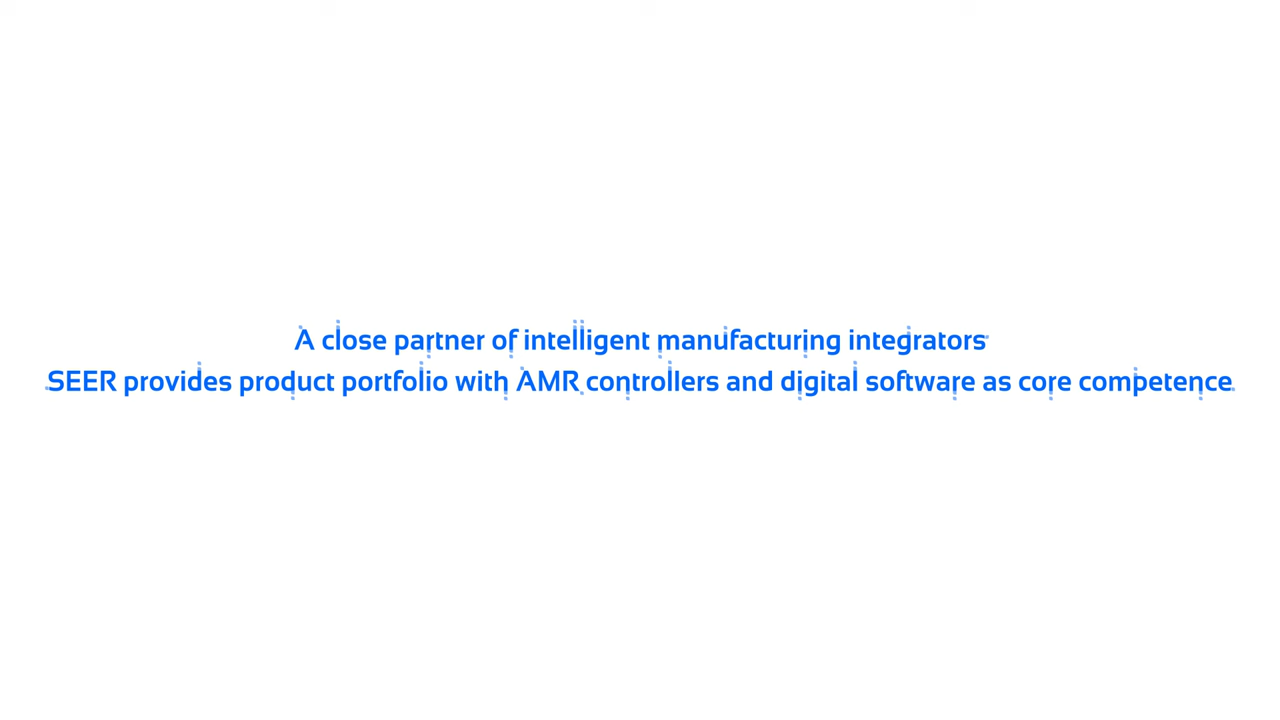 A close partner of intelligent manufacturing integrators
SEER provides product portfolio with AMR controllers and digital software as core competence